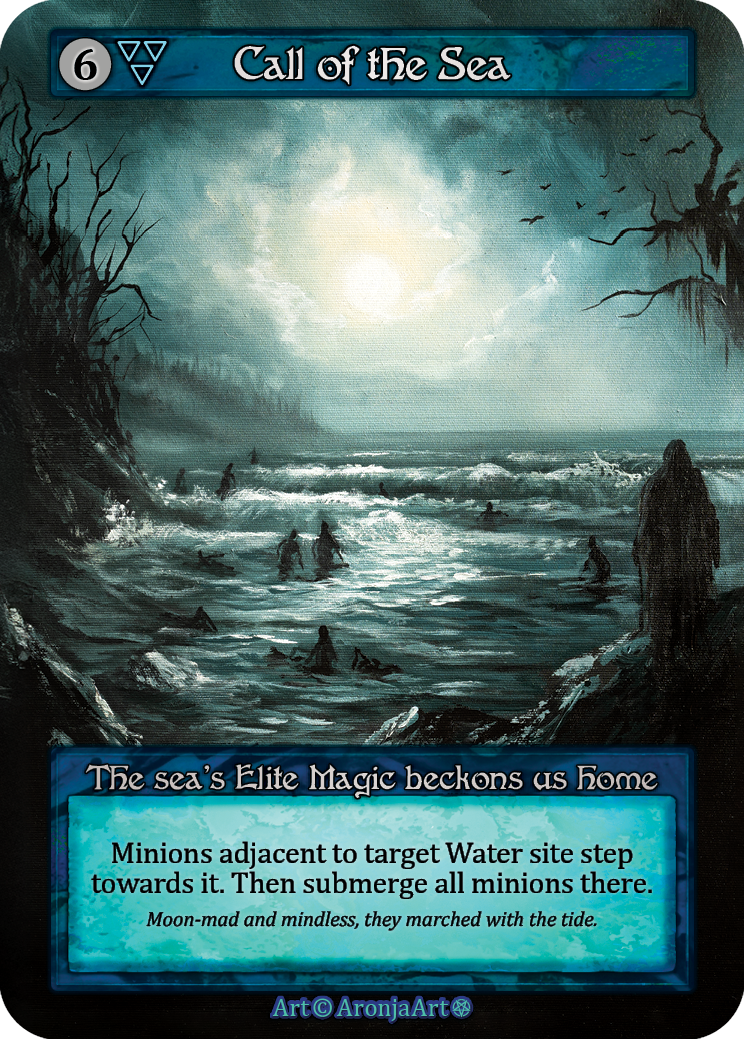 6 Call of the Sea
The sea's Elite Magic beckons us home
Minions adjacent to target Water site step
towards it. Then submerge all minions there.
Moon-mad and mindless, they marched with the tide.
Art © AronjaArt